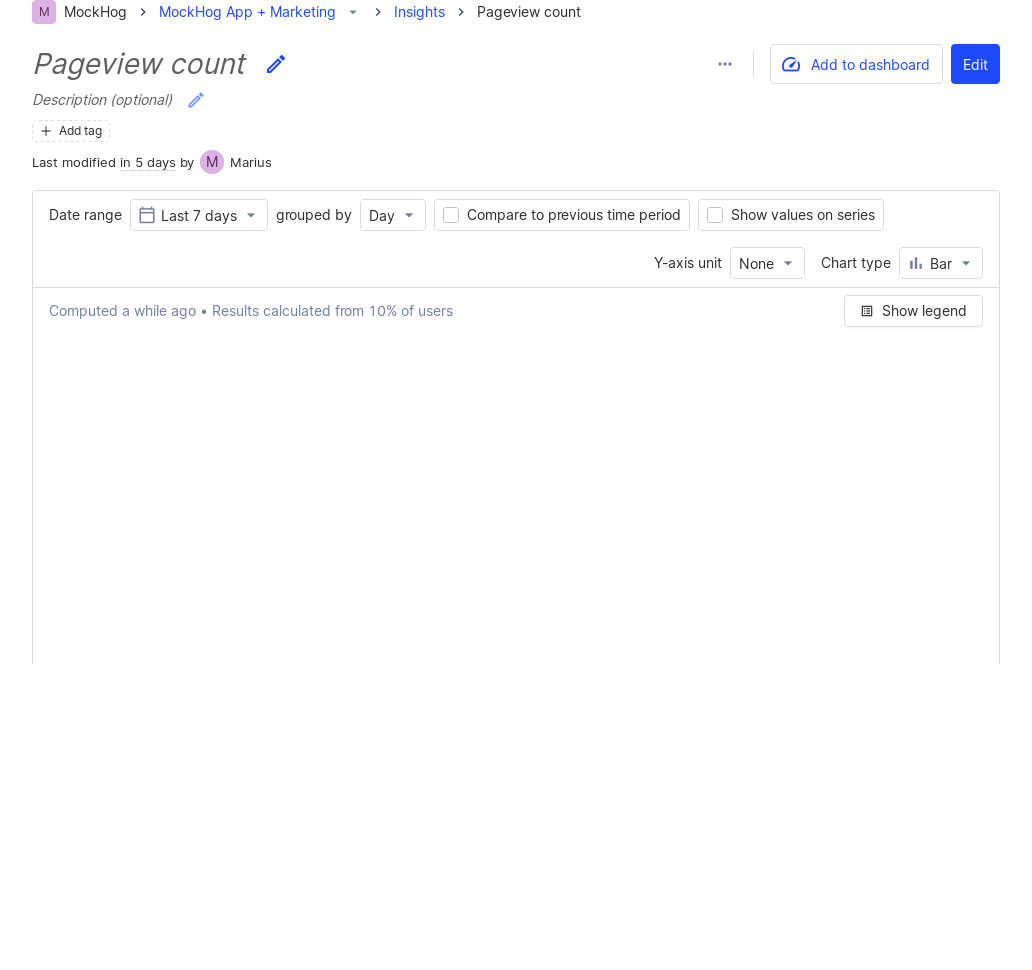 M MockHog MockHog App + Marketing Insights Pageview count
Pageview count
Add to dashboard
Edit
Description (optional)
Add tag
Last modified in 5 days by M Marius
Date range Last 7 days grouped by Day Compare to previous time period Show values on series
Y-axis unit None Chart type Bar
Computed a while ago • Results calculated from 10% of users
Show legend